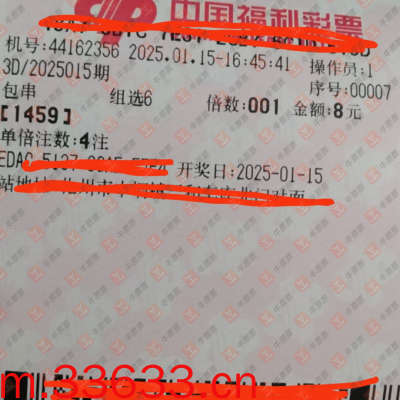 中国福利彩票
机号:44162356 2025.01.15-16:45:41 操作员:1
3D/2025015期 序号:00007
包串 组选6 倍数:001 金额:8元
[1459]
单倍注数:4注
开奖日:2025-01-15
m.33633.cn